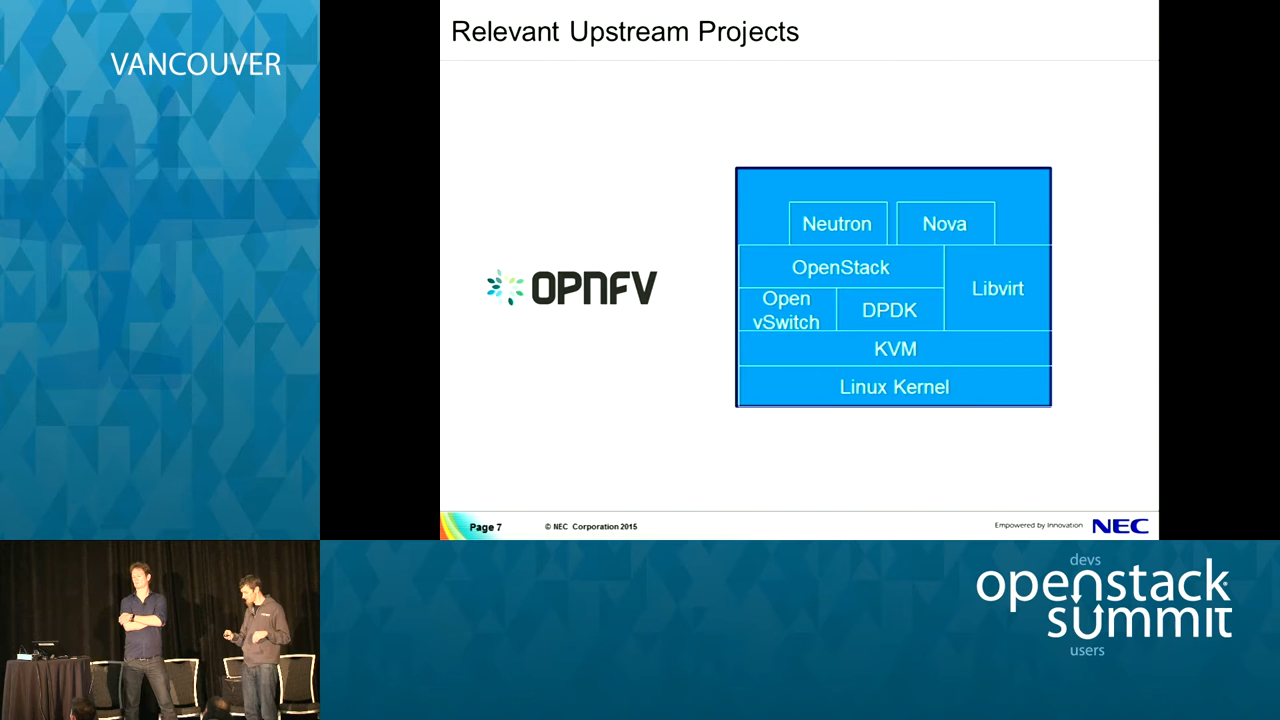 VANCOUVER
Relevant Upstream Projects
OPNFV
Neutron
Nova
OpenStack
Libvirt
Open
vSwitch
DPDK
KVM
Linux Kernel
Page 7
© NEC Corporation 2015
Empowered by Innovation
NEC
devs
openstack
summit
users